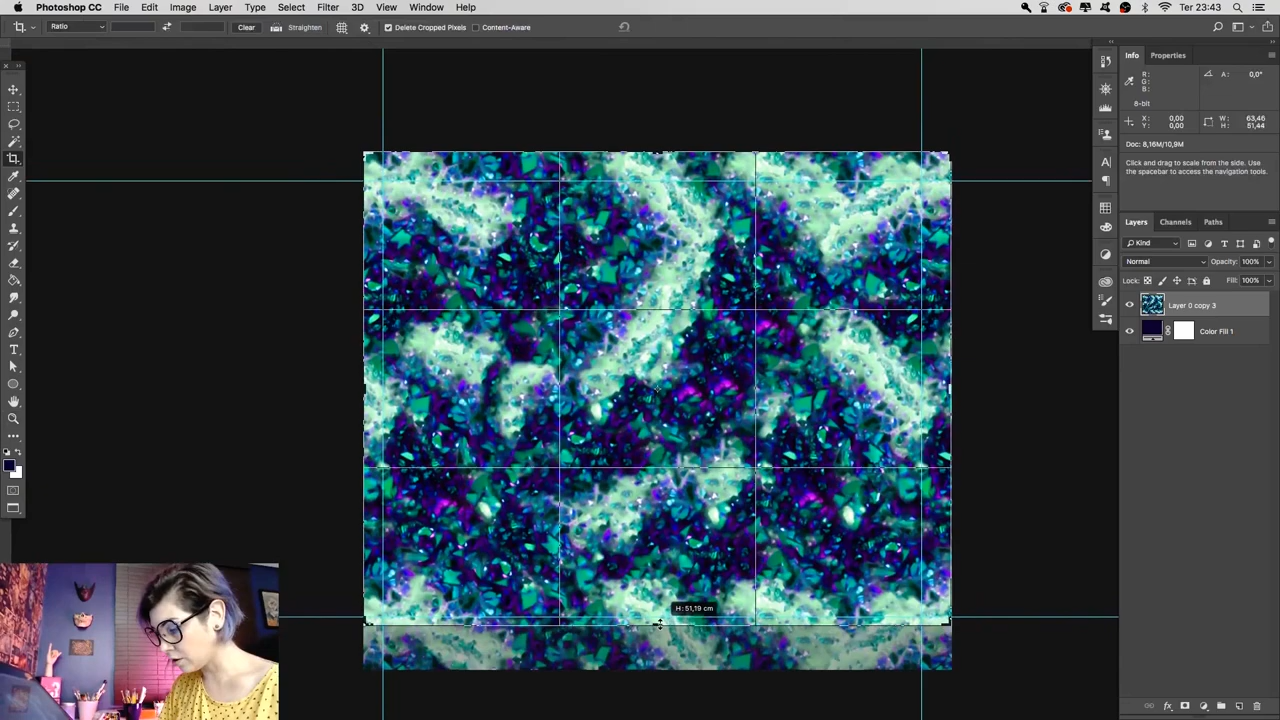 Photoshop CC File Edit Image Layer Type Select Filter 3D View Window Help
Ter 23:43
Ratio
Clear
Straighten
Delete Cropped Pixels
Content-Aware
Info Properties
R:
G:
B:
A: 0,0°
8-bit
X: 0,00
Y: 0,00
W: 63,46
H: 51,44
Doc: 8,16M/10,9M
Click and drag to scale from the side. Use
the spacebar to access the navigation tools.
Layers Channels Paths
Kind
Normal
Opacity: 100%
Lock:
Fill: 100%
Layer 0 copy 3
Color Fill 1
H: 51,19 cm
fx